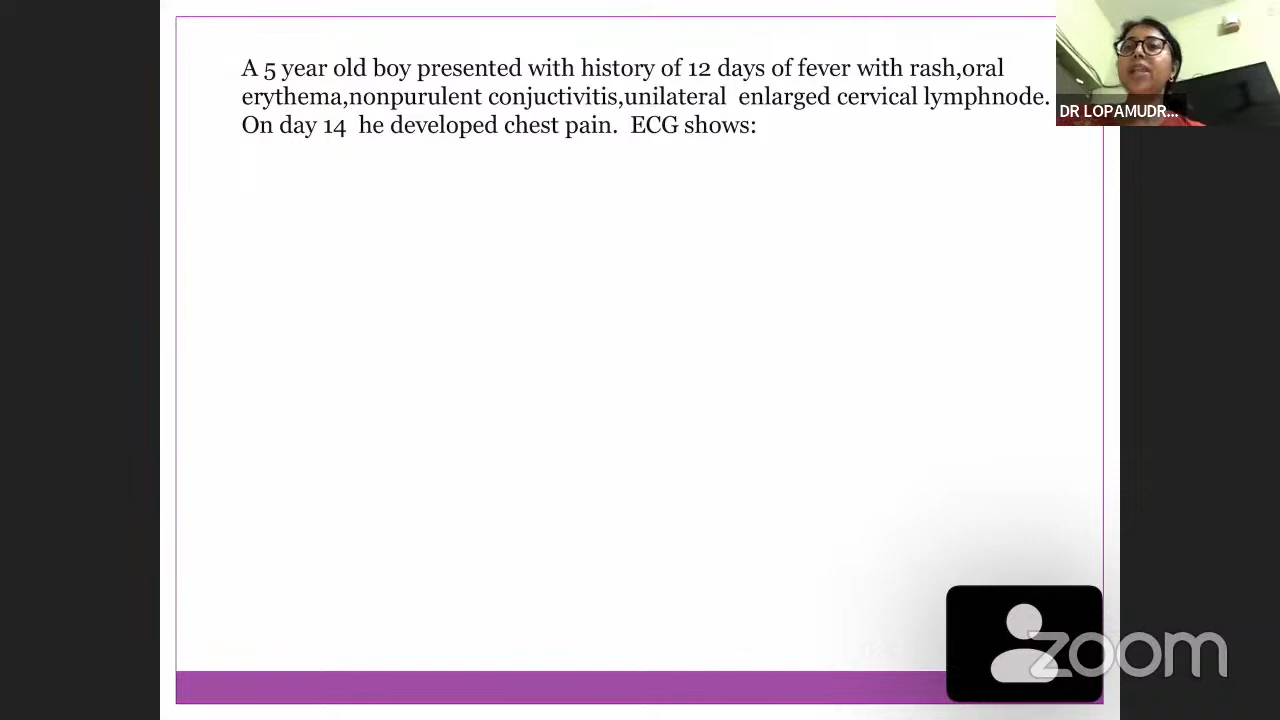 A 5 year old boy presented with history of 12 days of fever with rash,oral
erythema,nonpurulent conjuctivitis,unilateral  enlarged cervical lymphnode.
On day 14  he developed chest pain.  ECG shows:
DR LOPAMUDR...
zoom